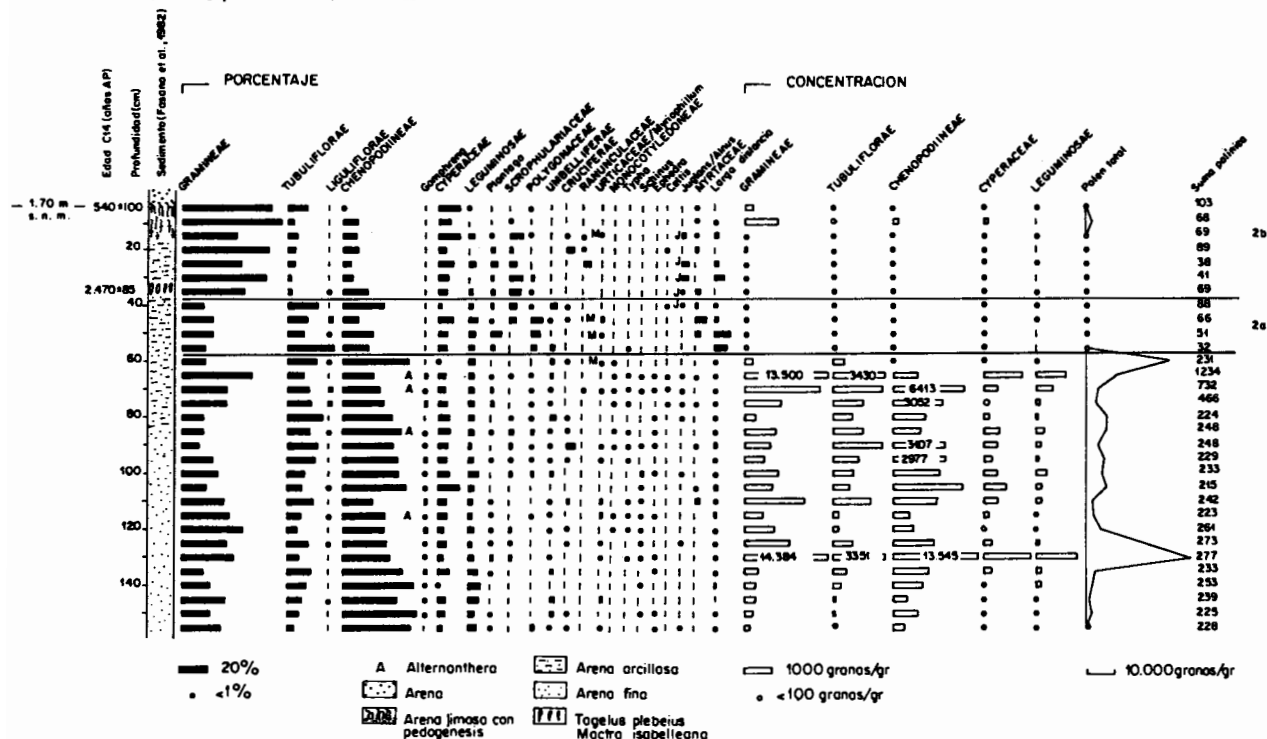 PORCENTAJE
CONCENTRACION
Edad C14 (años AP)
Profundidad (cm)
Sedimento (Fasano et al., 1982)
GRAMINEAE
TUBULIFLORAE
LIGULIFLORAE
CHENOPODIINEAE
Gomphrena
CYPERACEAE
LEGUMINOSAE
Plantago
SCROPHULARIACEAE
POLYGONACEAE
UMBELLIFERAE
CRUCIFERAE
RANUNCULACEAE
URTICACEAE/Myriophillum
MONOCOTYLEDONEAE
Typha
Schinus
Ephedra
Celtis
Juglans/Alnus
MYRTACEAE
Larga distancia
GRAMINEAE
TUBULIFLORAE
CHENOPODIINEAE
CYPERACEAE
LEGUMINOSAE
Polen total
Suma polínica
1.70 m
s. n. m.
540±100
103
68
M
J
69
2b
20
89
J
38
J
41
2.470±85
J
69
40
J
88
M
66
2a
M
51
32
60
M
231
A
13.500
3430
1234
A
6413
732
3052
466
80
224
A
248
3107
248
2977
229
100
233
215
242
A
223
120
261
273
14.384
3351
13.545
277
233
140
253
239
225
228
20%
<1%
A Alternanthera
Arena
Arena limosa con
pedogenesis
Arena arcillosa
Arena fina
Tagelus plebeius
Mactra isabelleana
1000 granos/gr
<100 granos/gr
10.000 granos/gr